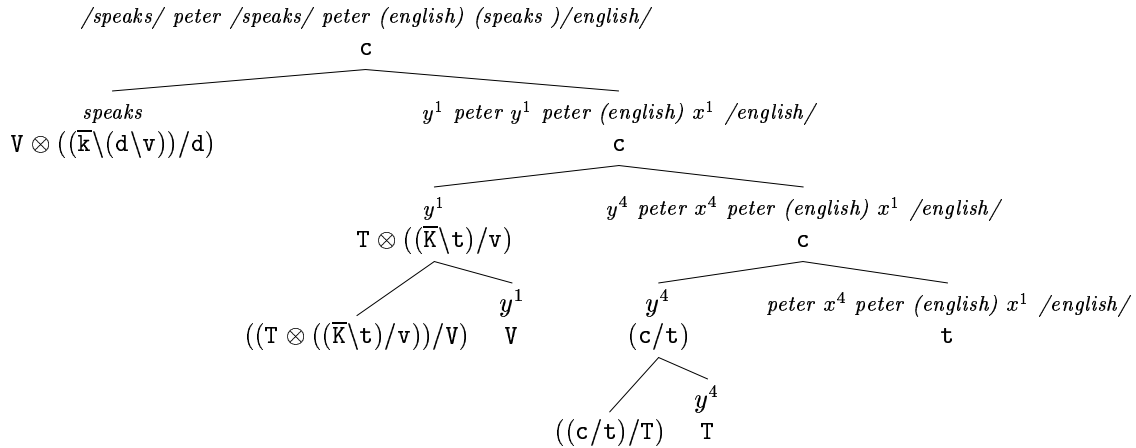 /speaks/ peter /speaks/ peter (english) (speaks )/english/
c
speaks
V ⊗ ((k̅\(d\v))/d)
y¹ peter y¹ peter (english) x¹ /english/
c
y¹
T ⊗ ((K̅\t)/v)
y⁴ peter x⁴ peter (english) x¹ /english/
c
((T ⊗ ((K̅\t)/v))/V)
y¹
V
y⁴
(c/t)
peter x⁴ peter (english) x¹ /english/
t
((c/t)/T)
y⁴
T